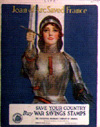 Joan of Arc Saved France
SAVE YOUR COUNTRY
Buy WAR SAVINGS STAMPS